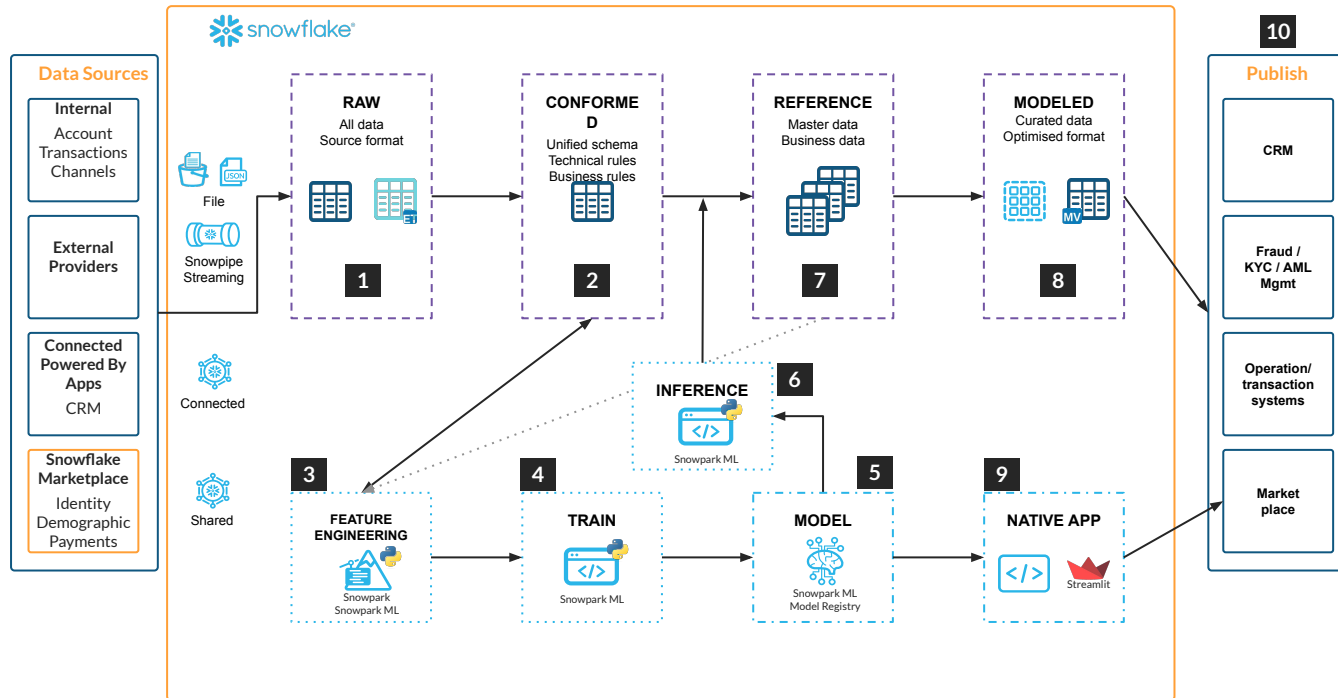 snowflake®
10
Data Sources
Internal
Account
Transactions
Channels
External
Providers
Connected
Powered By
Apps
CRM
Snowflake
Marketplace
Identity
Demographic
Payments
JSON
File
Snowpipe
Streaming
Connected
Shared
RAW
All data
Source format
ET
1
CONFORME
D
Unified schema
Technical rules
Business rules
2
REFERENCE
Master data
Business data
7
MODELED
Curated data
Optimised format
MV
8
INFERENCE
</>
Snowpark ML
6
3
FEATURE
ENGINEERING
Snowpark
Snowpark ML
4
TRAIN
</>
Snowpark ML
5
MODEL
Snowpark ML
Model Registry
9
NATIVE APP
</>
Streamlit
Publish
CRM
Fraud /
KYC / AML
Mgmt
Operation/
transaction
systems
Market
place